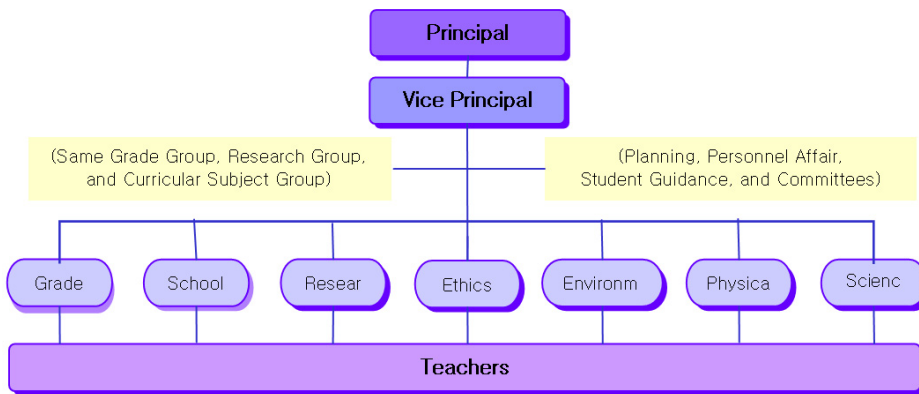 Principal
Vice Principal
(Same Grade Group, Research Group,
and Curricular Subject Group)
(Planning, Personnel Affair,
Student Guidance, and Committees)
Grade
School
Resear
Ethics
Environm
Physica
Scienc
Teachers